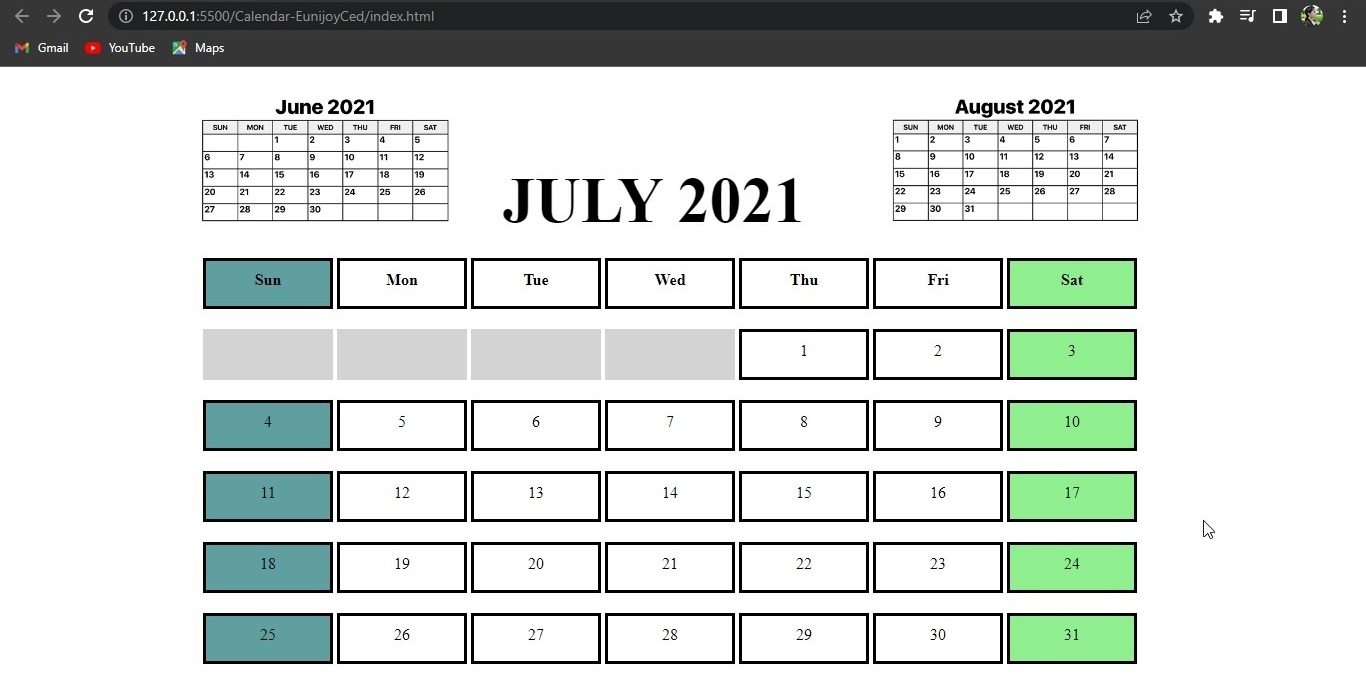 127.0.0.1:5500/Calendar-EunijoyCed/index.html
Gmail YouTube Maps
June 2021
SUN MON TUE WED THU FRI SAT
1 2 3 4 5
6 7 8 9 10 11 12
13 14 15 16 17 18 19
20 21 22 23 24 25 26
27 28 29 30
JULY 2021
August 2021
SUN MON TUE WED THU FRI SAT
1 2 3 4 5 6 7
8 9 10 11 12 13 14
15 16 17 18 19 20 21
22 23 24 25 26 27 28
29 30 31
Sun Mon Tue Wed Thu Fri Sat
1 2 3
4 5 6 7 8 9 10
11 12 13 14 15 16 17
18 19 20 21 22 23 24
25 26 27 28 29 30 31